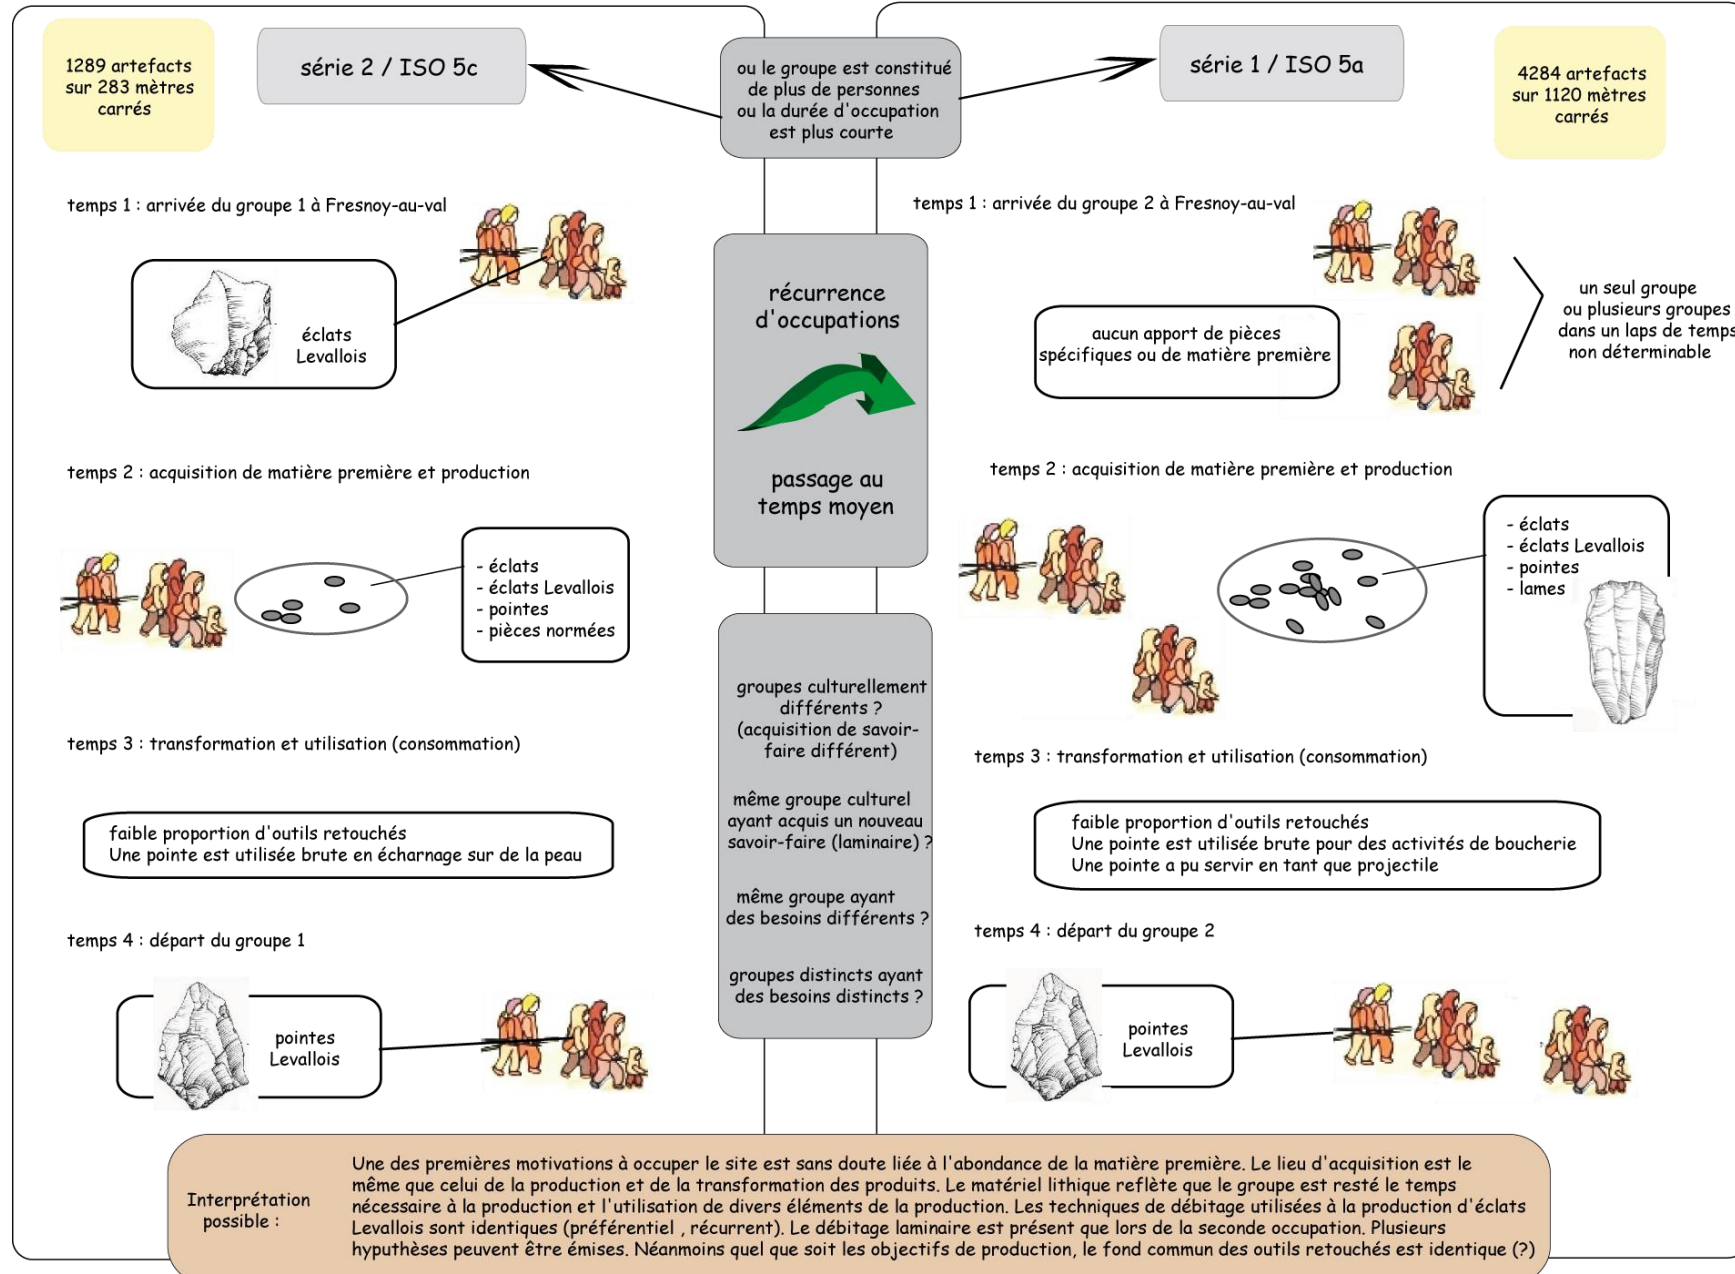 1289 artefacts
sur 283 mètres
carrés
série 2 / ISO 5c
ou le groupe est constitué
de plus de personnes
ou la durée d'occupation
est plus courte
série 1 / ISO 5a
4284 artefacts
sur 1120 mètres
carrés
temps 1 : arrivée du groupe 1 à Fresnoy-au-val
éclats
Levallois
temps 2 : acquisition de matière première et production
- éclats
- éclats Levallois
- pointes
- pièces normées
temps 3 : transformation et utilisation (consommation)
faible proportion d'outils retouchés
Une pointe est utilisée brute en écharnage sur de la peau
temps 4 : départ du groupe 1
pointes
Levallois
récurrence
d'occupations
passage au
temps moyen
groupes culturellement
différents ?
(acquisition de savoir-
faire différent)
même groupe culturel
ayant acquis un nouveau
savoir-faire (laminaire) ?
même groupe ayant
des besoins différents ?
groupes distincts ayant
des besoins distincts ?
temps 1 : arrivée du groupe 2 à Fresnoy-au-val
aucun apport de pièces
spécifiques ou de matière première
un seul groupe
ou plusieurs groupes
dans un laps de temps
non déterminable
temps 2 : acquisition de matière première et production
- éclats
- éclats Levallois
- pointes
- lames
temps 3 : transformation et utilisation (consommation)
faible proportion d'outils retouchés
Une pointe est utilisée brute pour des activités de boucherie
Une pointe a pu servir en tant que projectile
temps 4 : départ du groupe 2
pointes
Levallois
Interprétation
possible :
Une des premières motivations à occuper le site est sans doute liée à l'abondance de la matière première. Le lieu d'acquisition est le
même que celui de la production et de la transformation des produits. Le matériel lithique reflète que le groupe est resté le temps
nécessaire à la production et l'utilisation de divers éléments de la production. Les techniques de débitage utilisées à la production d'éclats
Levallois sont identiques (préférentiel , récurrent). Le débitage laminaire est présent que lors de la seconde occupation. Plusieurs
hyputhèses peuvent être émises. Néanmoins quel que soit les objectifs de production, le fond commun des outils retouchés est identique (?)